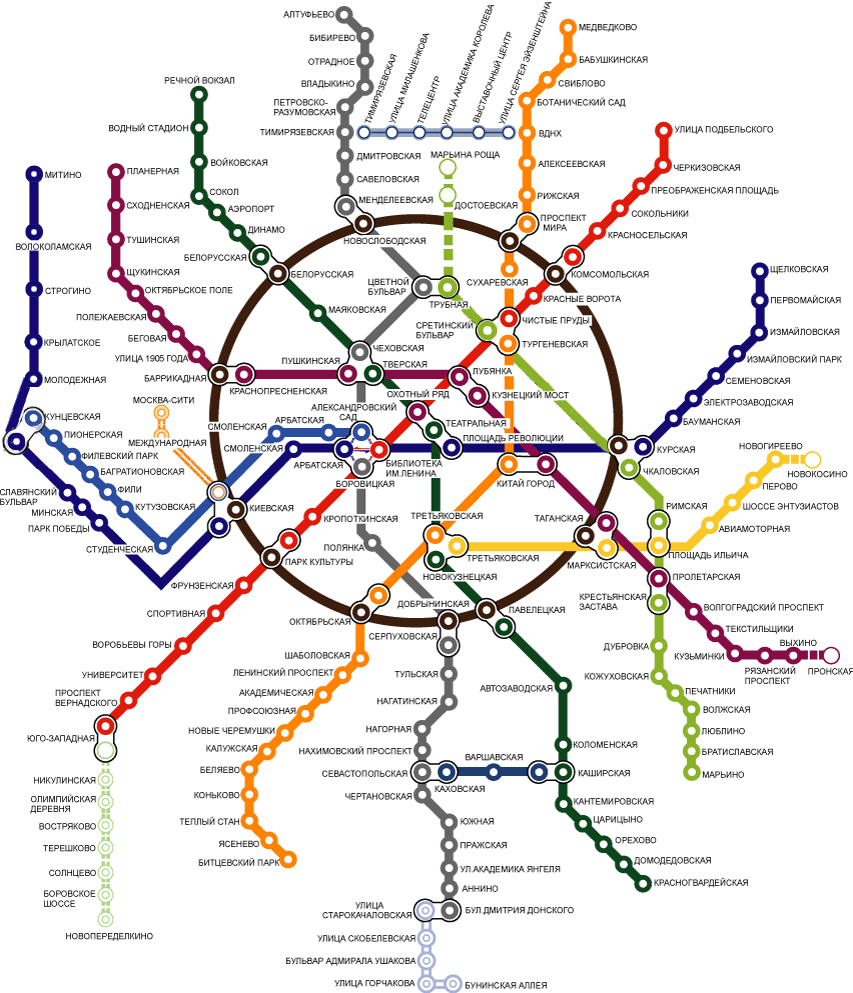 АЛТУФЬЕВО
БИБИРЕВО
ОТРАДНОЕ
ВЛАДЫКИНО
ПЕТРОВСКО-
РАЗУМОВСКАЯ
ТИМИРЯЗЕВСКАЯ
ДМИТРОВСКАЯ
САВЕЛОВСКАЯ
МЕНДЕЛЕЕВСКАЯ
НОВОСЛОБОДСКАЯ
ТИМИРЯЗЕВСКАЯ
УЛИЦА МИЛАШЕНКОВА
ТЕЛЕЦЕНТР
УЛИЦА АКАДЕМИКА КОРОЛЕВА
ВЫСТАВОЧНЫЙ ЦЕНТР
УЛИЦА СЕРГЕЯ ЭЙЗЕНШТЕЙНА
МАРЬИНА РОЩА
ДОСТОЕВСКАЯ
МЕДВЕДКОВО
БАБУШКИНСКАЯ
СВИБЛОВО
БОТАНИЧЕСКИЙ САД
ВДНХ
АЛЕКСЕЕВСКАЯ
РИЖСКАЯ
ПРОСПЕКТ
МИРА
УЛИЦА ПОДБЕЛЬСКОГО
ЧЕРКИЗОВСКАЯ
ПРЕОБРАЖЕНСКАЯ ПЛОЩАДЬ
СОКОЛЬНИКИ
КРАСНОСЕЛЬСКАЯ
КОМСОМОЛЬСКАЯ
КРАСНЫЕ ВОРОТА
РЕЧНОЙ ВОКЗАЛ
ВОДНЫЙ СТАДИОН
ВОЙКОВСКАЯ
СОКОЛ
АЭРОПОРТ
ДИНАМО
БЕЛОРУССКАЯ
БЕЛОРУССКАЯ
МАЯКОВСКАЯ
МИТИНО
ВОЛОКОЛАМСКАЯ
СТРОГИНО
КРЫЛАТСКОЕ
МОЛОДЕЖНАЯ
ПЛАНЕРНАЯ
СХОДНЕНСКАЯ
ТУШИНСКАЯ
ЩУКИНСКАЯ
ОКТЯБРЬСКОЕ ПОЛЕ
ПОЛЕЖАЕВСКАЯ
БЕГОВАЯ
УЛИЦА 1905 ГОДА
БАРРИКАДНАЯ
КРАСНОПРЕСНЕНСКАЯ
ЦВЕТНОЙ
БУЛЬВАР
ТРУБНАЯ
СУХАРЕВСКАЯ
СРЕТИНСКИЙ
БУЛЬВАР
ЧИСТЫЕ ПРУДЫ
ТУРГЕНЕВСКАЯ
ЧЕХОВСКАЯ
ПУШКИНСКАЯ
ТВЕРСКАЯ
ЛУБЯНКА
КУЗНЕЦКИЙ МОСТ
ОХОТНЫЙ РЯД
ТЕАТРАЛЬНАЯ
ПЛОЩАДЬ РЕВОЛЮЦИИ
ЩЕЛКОВСКАЯ
ПЕРВОМАЙСКАЯ
ИЗМАЙЛОВСКАЯ
ИЗМАЙЛОВСКИЙ ПАРК
СЕМЕНОВСКАЯ
ЭЛЕКТРОЗАВОДСКАЯ
БАУМАНСКАЯ
КУРСКАЯ
ЧКАЛОВСКАЯ
МОСКВА-СИТИ
МЕЖДУНАРОДНАЯ
КУНЦЕВСКАЯ
ПИОНЕРСКАЯ
ФИЛЕВСКИЙ ПАРК
БАГРАТИОНОВСКАЯ
ФИЛИ
КУТУЗОВСКАЯ
СТУДЕНЧЕСКАЯ
СЛАВЯНСКИЙ
БУЛЬВАР
МИНСКАЯ
ПАРК ПОБЕДЫ
КИЕВСКАЯ
СМОЛЕНСКАЯ
АРБАТСКАЯ
СМОЛЕНСКАЯ
АРБАТСКАЯ
АЛЕКСАНДРОВСКИЙ
САД
БИБЛИОТЕКА
ИМ.ЛЕНИНА
БОРОВИЦКАЯ
КРОПОТКИНСКАЯ
ПОЛЯНКА
ПАРК КУЛЬТУРЫ
КИТАЙ ГОРОД
ТРЕТЬЯКОВСКАЯ
ТРЕТЬЯКОВСКАЯ
НОВОКУЗНЕЦКАЯ
ТАГАНСКАЯ
МАРКСИСТСКАЯ
НОВОГИРЕЕВО
НОВОКОСИНО
ПЕРОВО
ШОССЕ ЭНТУЗИАСТОВ
АВИАМОТОРНАЯ
РИМСКАЯ
ПЛОЩАДЬ ИЛЬИЧА
ПРОЛЕТАРСКАЯ
КРЕСТЬЯНСКАЯ
ЗАСТАВА
ВОЛГОГРАДСКИЙ ПРОСПЕКТ
ТЕКСТИЛЬЩИКИ
КУЗЬМИНКИ
РЯЗАНСКИЙ
ПРОСПЕКТ
ВЫХИНО
ПРОНСКАЯ
ДУБРОВКА
КОЖУХОВСКАЯ
ПЕЧАТНИКИ
ВОЛЖСКАЯ
ЛЮБЛИНО
БРАТИСЛАВСКАЯ
МАРЬИНО
ФРУНЗЕНСКАЯ
СПОРТИВНАЯ
ВОРОБЬЕВЫ ГОРЫ
УНИВЕРСИТЕТ
ПРОСПЕКТ
ВЕРНАДСКОГО
ЮГО-ЗАПАДНАЯ
НИКУЛИНСКАЯ
ОЛИМПИЙСКАЯ
ДЕРЕВНЯ
ВОСТРЯКОВО
ТЕРЕШКОВО
СОЛНЦЕВО
БОРОВСКОЕ
ШОССЕ
НОВОПЕРЕДЕЛКИНО
ОКТЯБРЬСКАЯ
ДОБРЫНИНСКАЯ
СЕРПУХОВСКАЯ
ПАВЕЛЕЦКАЯ
ШАБОЛОВСКАЯ
ЛЕНИНСКИЙ ПРОСПЕКТ
АКАДЕМИЧЕСКАЯ
ПРОФСОЮЗНАЯ
НОВЫЕ ЧЕРЕМУШКИ
КАЛУЖСКАЯ
БЕЛЯЕВО
КОНЬКОВО
ТЕПЛЫЙ СТАН
ЯСЕНЕВО
БИТЦЕВСКИЙ ПАРК
ТУЛЬСКАЯ
НАГАТИНСКАЯ
НАГОРНАЯ
НАХИМОВСКИЙ ПРОСПЕКТ
СЕВАСТОПОЛЬСКАЯ
ЧЕРТАНОВСКАЯ
КАХОВСКАЯ
ВАРШАВСКАЯ
АВТОЗАВОДСКАЯ
КОЛОМЕНСКАЯ
КАШИРСКАЯ
КАНТЕМИРОВСКАЯ
ЦАРИЦЫНО
ОРЕХОВО
ДОМОДЕДОВСКАЯ
КРАСНОГВАРДЕЙСКАЯ
ЮЖНАЯ
ПРАЖСКАЯ
УЛ.АКАДЕМИКА ЯНГЕЛЯ
АННИНО
БУЛ.ДМИТРИЯ ДОНСКОГО
УЛИЦА
СТАРОКАЧАЛОВСКАЯ
УЛИЦА СКОБЕЛЕВСКАЯ
БУЛЬВАР АДМИРАЛА УШАКОВА
УЛИЦА ГОРЧАКОВА
БУНИНСКАЯ АЛЛЕЯ